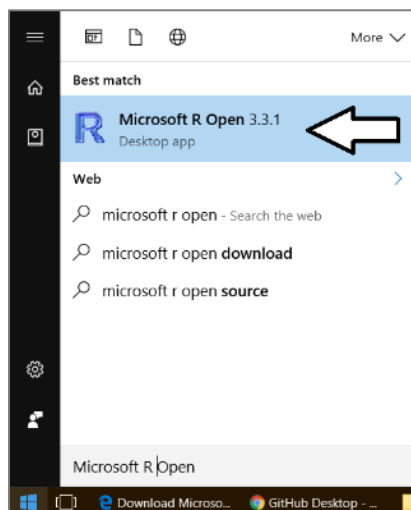 More
Best match
Microsoft R Open 3.3.1
Desktop app
Web
microsoft r open - Search the web
microsoft r open download
microsoft r open source
Microsoft R Open
Download Microso... GitHub Desktop - ...